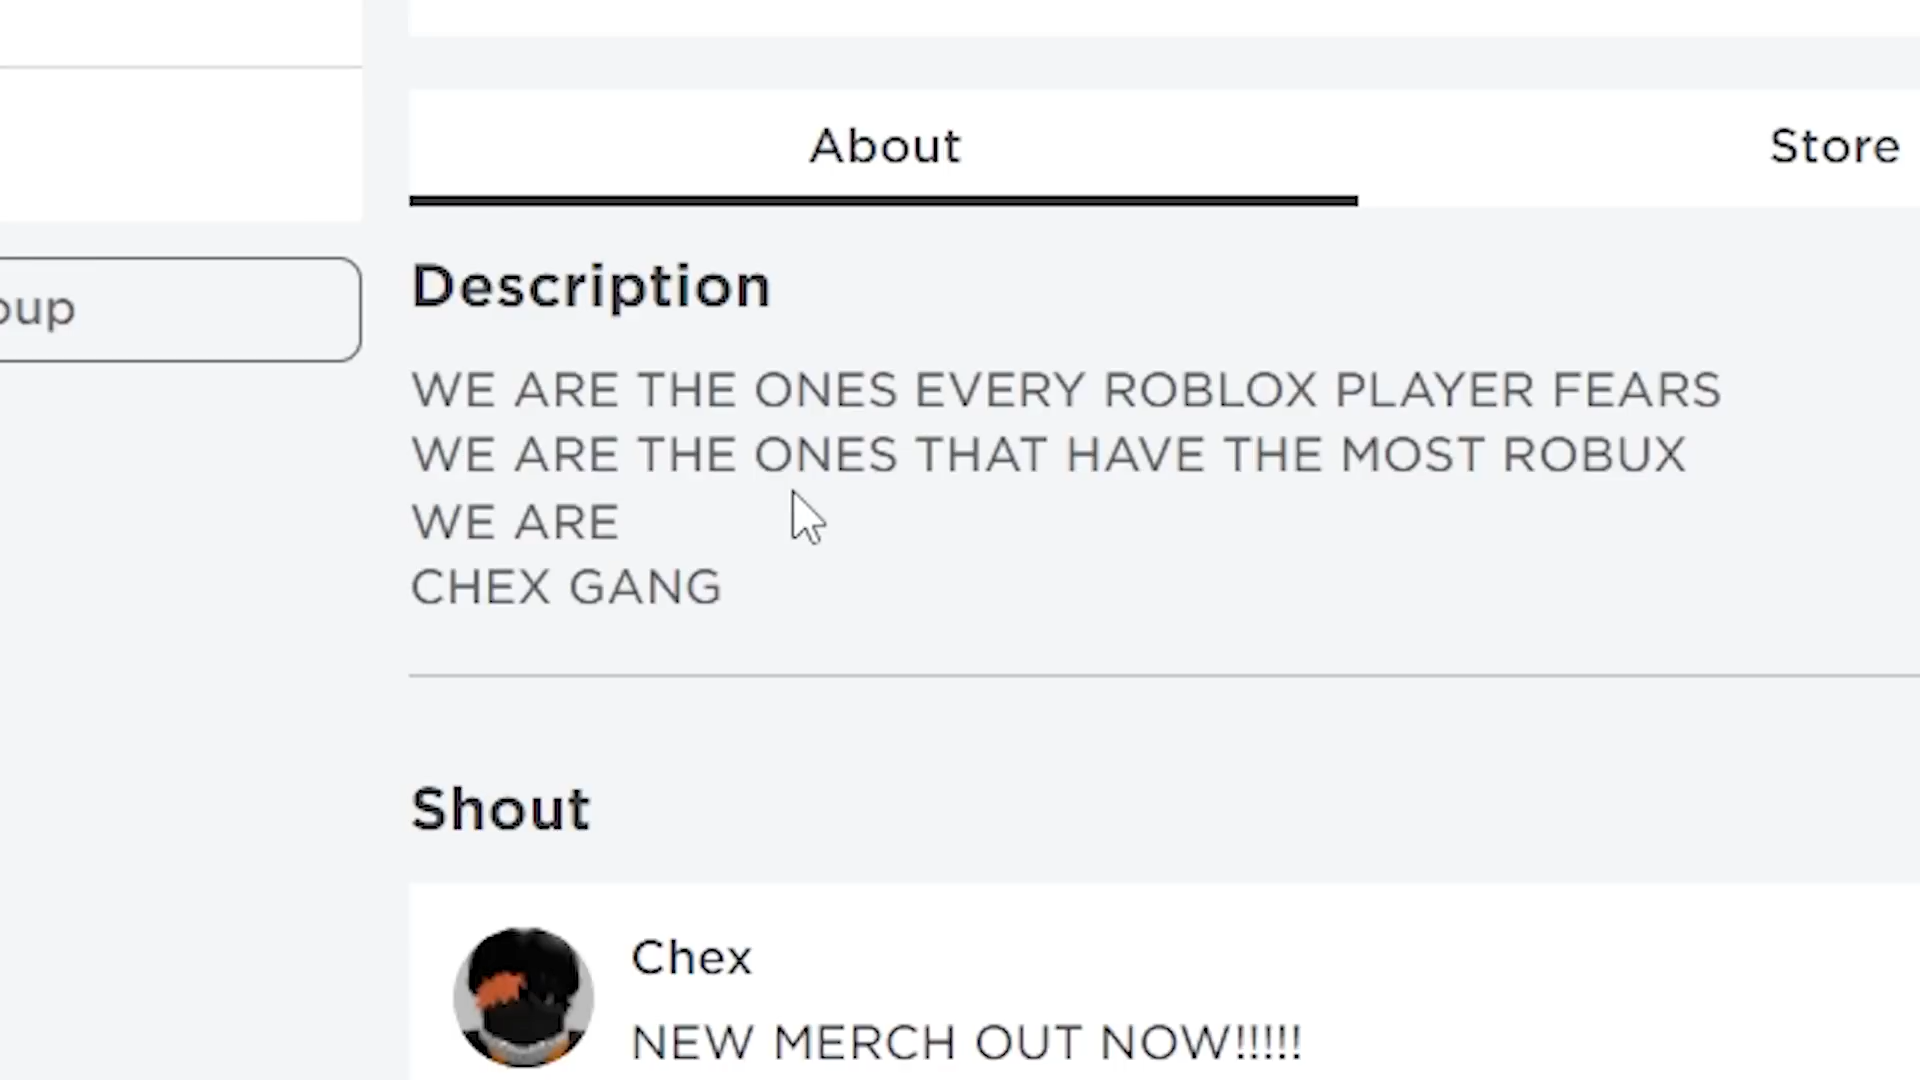 About
Store
oup
Description
WE ARE THE ONES EVERY ROBLOX PLAYER FEARS
WE ARE THE ONES THAT HAVE THE MOST ROBUX
WE ARE
CHEX GANG
Shout
Chex
NEW MERCH OUT NOW!!!!!